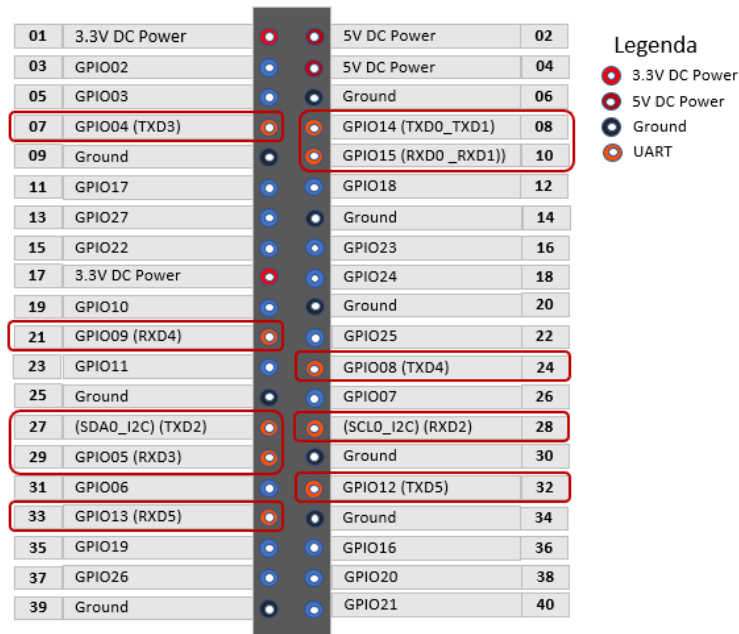 01 3.3V DC Power 5V DC Power 02
03 GPIO02 5V DC Power 04
05 GPIO03 Ground 06
07 GPIO04 (TXD3) GPIO14 (TXD0_TXD1) 08
09 Ground GPIO15 (RXD0 _RXD1)) 10
11 GPIO17 GPIO18 12
13 GPIO27 Ground 14
15 GPIO22 GPIO23 16
17 3.3V DC Power GPIO24 18
19 GPIO10 Ground 20
21 GPIO09 (RXD4) GPIO25 22
23 GPIO11 GPIO08 (TXD4) 24
25 Ground GPIO07 26
27 (SDA0_I2C) (TXD2) (SCL0_I2C) (RXD2) 28
29 GPIO05 (RXD3) Ground 30
31 GPIO06 GPIO12 (TXD5) 32
33 GPIO13 (RXD5) Ground 34
35 GPIO19 GPIO16 36
37 GPIO26 GPIO20 38
39 Ground GPIO21 40
Legenda
3.3V DC Power
5V DC Power
Ground
UART